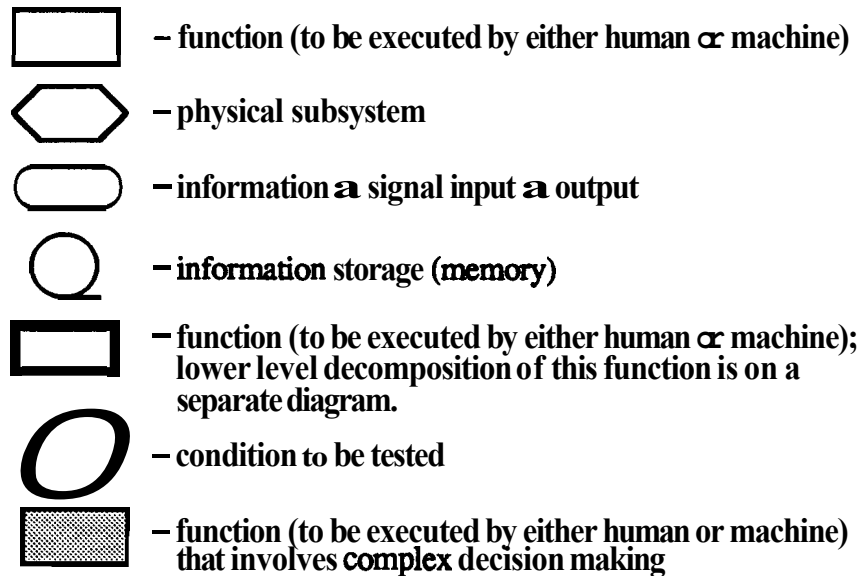 – function (to be executed by either human or machine)
– physical subsystem
– information a signal input a output
– information storage (memory)
– function (to be executed by either human or machine);
lower level decomposition of this function is on a
separate diagram.
– condition to be tested
– function (to be executed by either human or machine)
that involves complex decision making